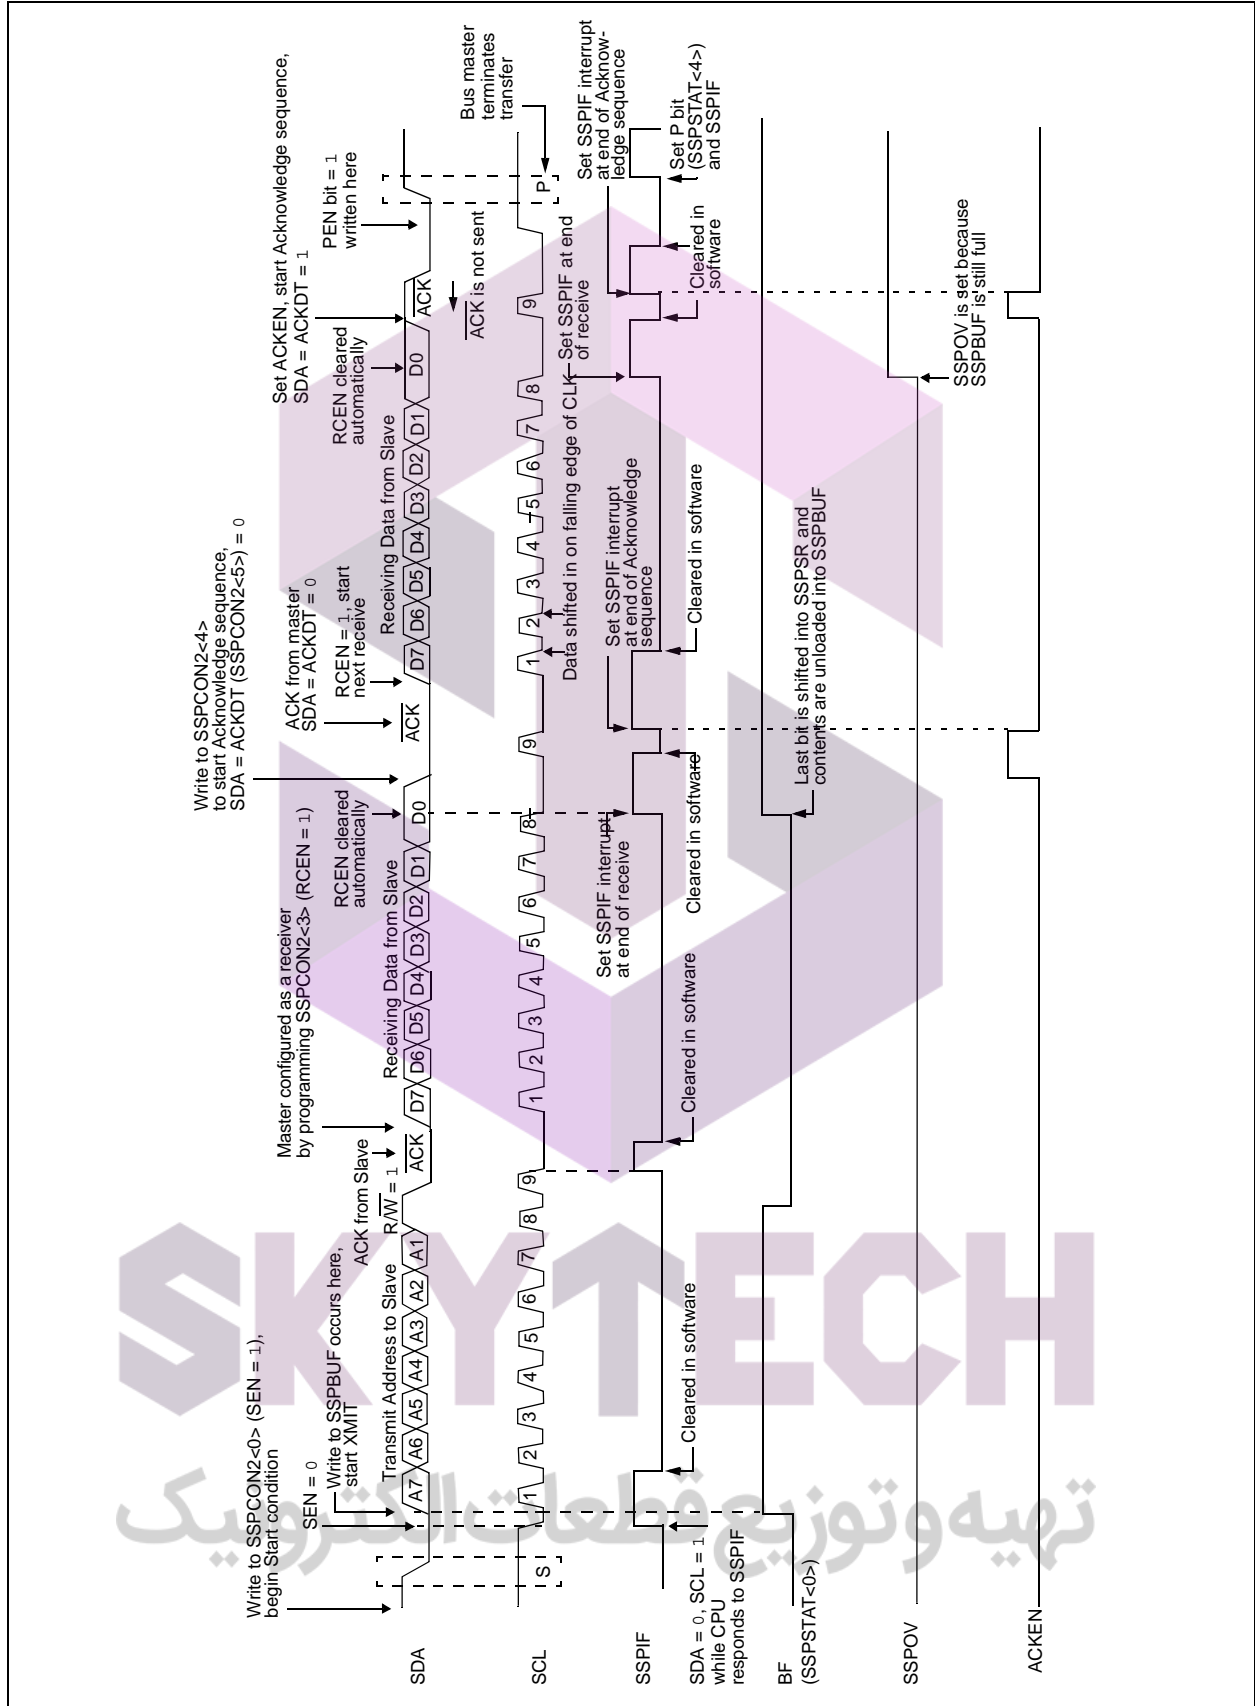 Write to SSPCON2<0> (SEN = 1),
begin Start condition
SEN = 0
Write to SSPBUF occurs here,
start XMIT
ACK from Slave
Master configured as a receiver
by programming SSPCON2<3> (RCEN = 1)
RCEN cleared
automatically
Write to SSPCON2<4>
to start Acknowledge sequence,
SDA = ACKDT (SSPCON2<5>) = 0
ACK from master
SDA = ACKDT = 0
RCEN = 1, start
next receive
RCEN cleared
automatically
Set ACKEN, start Acknowledge sequence,
SDA = ACKDT = 1
PEN bit = 1
written here
Transmit Address to Slave
R/W = 1
Receiving Data from Slave
Receiving Data from Slave
SDA
A7 A6 A5 A4 A3 A2 A1 ACK D7 D6 D5 D4 D3 D2 D1 D0 ACK D7 D6 D5 D4 D3 D2 D1 D0 ACK
ACK is not sent
Bus master
terminates
transfer
SCL
S 1 2 3 4 5 6 7 8 9 1 2 3 4 5 6 7 8 9 1 2 3 4 5 6 7 8 9 P
Data shifted in on falling edge of CLK
Set SSPIF interrupt
at end of receive
Set SSPIF interrupt
at end of Acknowledge
sequence
Set SSPIF at end
of receive
Set SSPIF interrupt
at end of Acknow-
ledge sequence
SSPIF
SDA = 0, SCL = 1
while CPU
responds to SSPIF
Cleared in software
Cleared in software
Cleared in software
Cleared in software
Cleared in software
Cleared in
software
Set P bit
(SSPSTAT<4>)
and SSPIF
BF
(SSPSTAT<0>)
Last bit is shifted into SSPSR and
contents are unloaded into SSPBUF
SSPOV
SSPOV is set because
SSPBUF is still full
ACKEN
SKYTECH
تهیه و توزیع قطعات الکترونیک